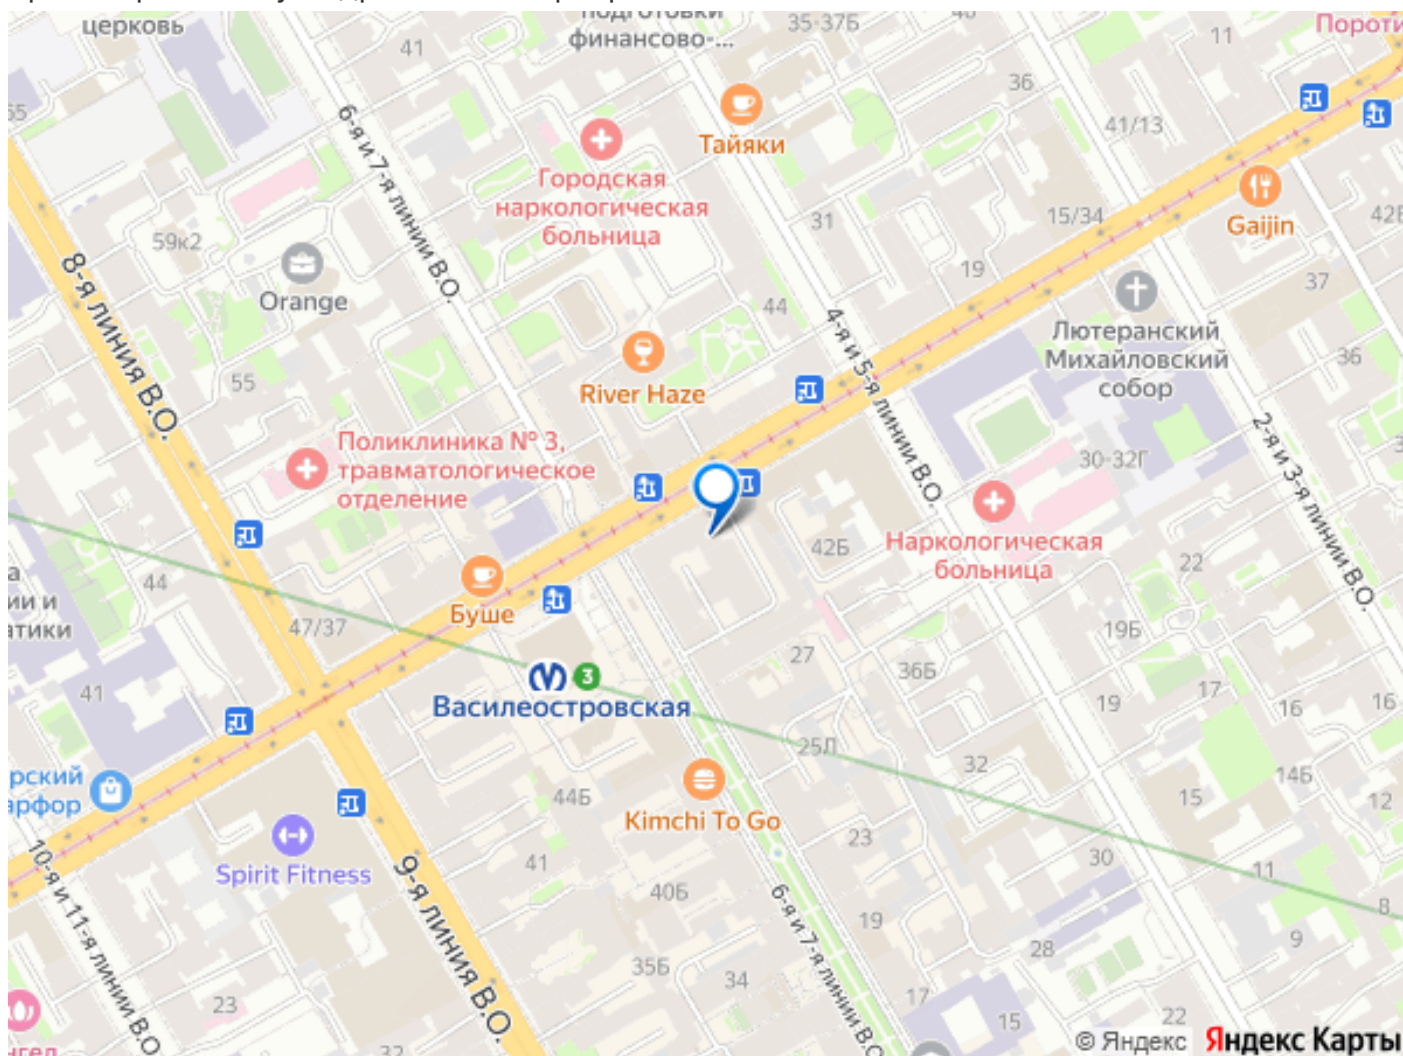 церковь
41
финансово-...
35-37Б
11
36
41/13
6-я и 7-я линии В.О.
Тайяки
Городская
наркологическая
больница
59к2
Orange
8-я линия В.О.
31
15/34
Gaijin
19
37
44
4-я и 5-я линии В.О.
Лютеранский
Михайловский
собор
36
River Haze
55
Поликлиника № 3,
травматологическое
отделение
2-я и 3-я линии В.О.
30-32Г
42Б
Наркологическая
больница
22
44
Буше
47/37
19Б
27
36Б
3
Василеостровская
41
19
17
16
16
25Л
32
14Б
15
12
44Б
Kimchi To Go
23
30
11
Spirit Fitness
41
40Б
10-я и 11-я линии В.О.
9-я линия В.О.
6-я и 7-я линии В.О.
19
8
9
28
35Б
34
23
17
15
22
© Яндекс Яндекс Карты